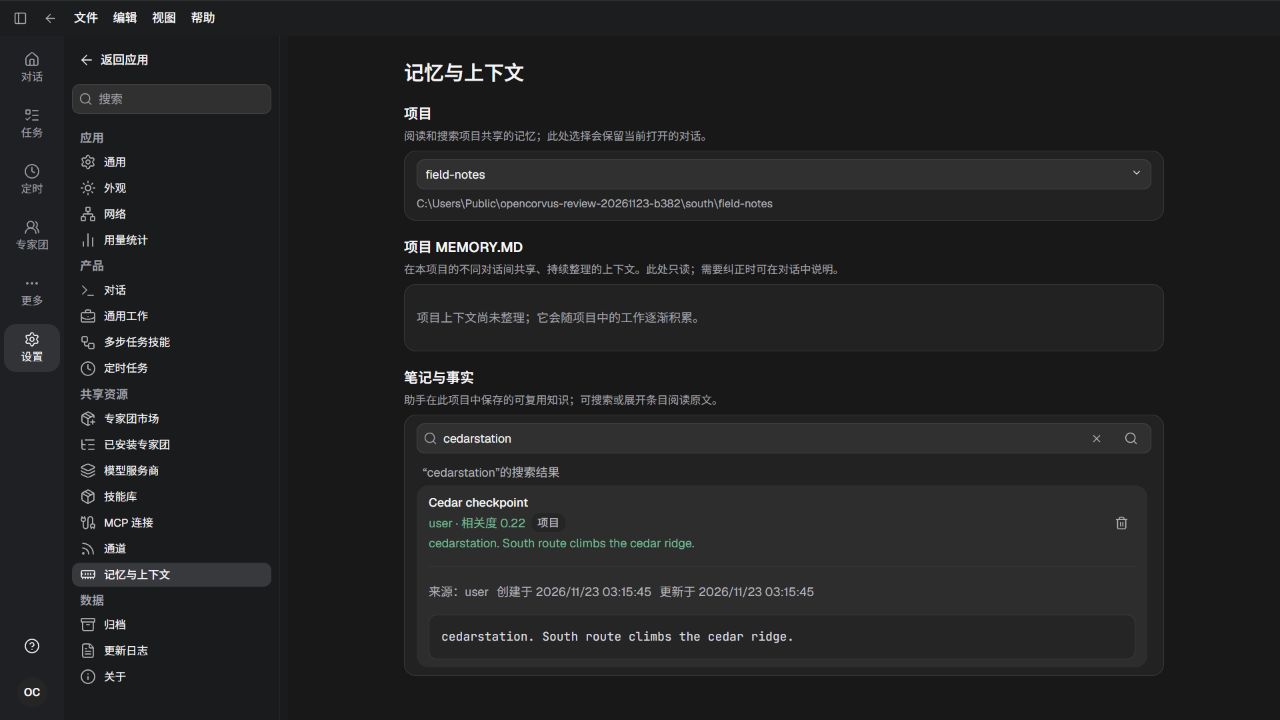 文件 编辑 视图 帮助
对话
任务
定时
专家团
更多
设置
OC
返回应用
搜索
应用
通用
外观
网络
用量统计
产品
对话
通用工作
多步任务技能
定时任务
共享资源
专家团市场
已安装专家团
模型服务商
技能库
MCP 连接
通道
记忆与上下文
数据
归档
更新日志
关于
记忆与上下文
项目
阅读和搜索项目共享的记忆；此处选择会保留当前打开的对话。
field-notes
C:\Users\Public\opencorvus-review-20261123-b382\south\field-notes
项目 MEMORY.MD
在本项目的不同对话间共享、持续整理的上下文。此处只读；需要纠正时可在对话中说明。
项目上下文尚未整理；它会随项目中的工作逐渐积累。
笔记与事实
助手在此项目中保存的可复用知识；可搜索或展开条目阅读原文。
cedarstation
“cedarstation”的搜索结果
Cedar checkpoint
user · 相关度 0.22 项目
cedarstation. South route climbs the cedar ridge.
来源：user 创建于 2026/11/23 03:15:45 更新于 2026/11/23 03:15:45
cedarstation. South route climbs the cedar ridge.